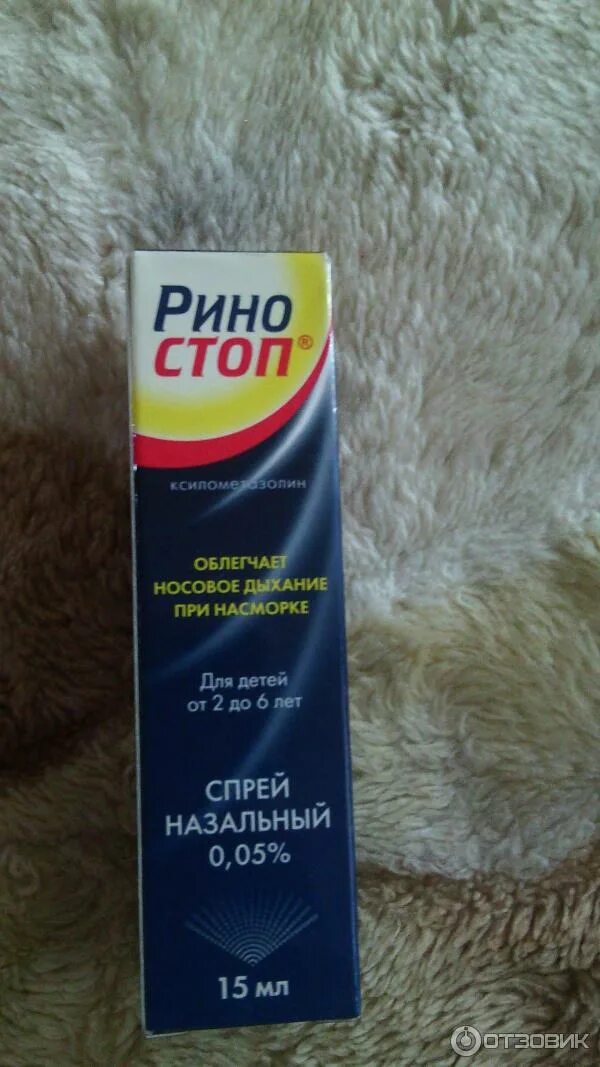 Рино
стоп®
ксилометазолин
ОБЛЕГЧАЕТ
НОСОВОЕ ДЫХАНИЕ
ПРИ НАСМОРКЕ
Для детей
от 2 до 6 лет
СПРЕЙ
НАЗАЛЬНЫЙ
0,05%
15 мл
ОТЗОВИК